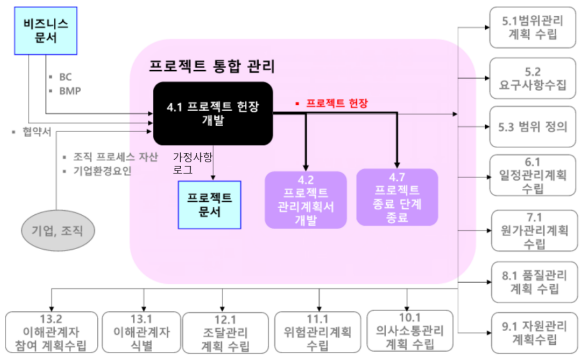 비즈니스
문서
▪ BC
▪ BMP
▪ 협약서
▪ 조직 프로세스 자산
▪ 기업환경요인
기업, 조직
프로젝트 통합 관리
4.1 프로젝트 헌장
개발
▪ 프로젝트 헌장
가정사항
로그
프로젝트
문서
4.2
프로젝트
관리계획서
개발
4.7
프로젝트
종료 단계
종료
5.1범위관리
계획 수립
5.2
요구사항수집
5.3 범위 정의
6.1
일정관리계획
수립
7.1
원가관리계획
수립
8.1 품질관리
계획 수립
9.1 자원관리
계획 수립
10.1
의사소통관리
계획 수립
11.1
위험관리계획
수립
12.1
조달관리
계획 수립
13.1
이해관계자
식별
13.2
이해관계자
참여 계획수립